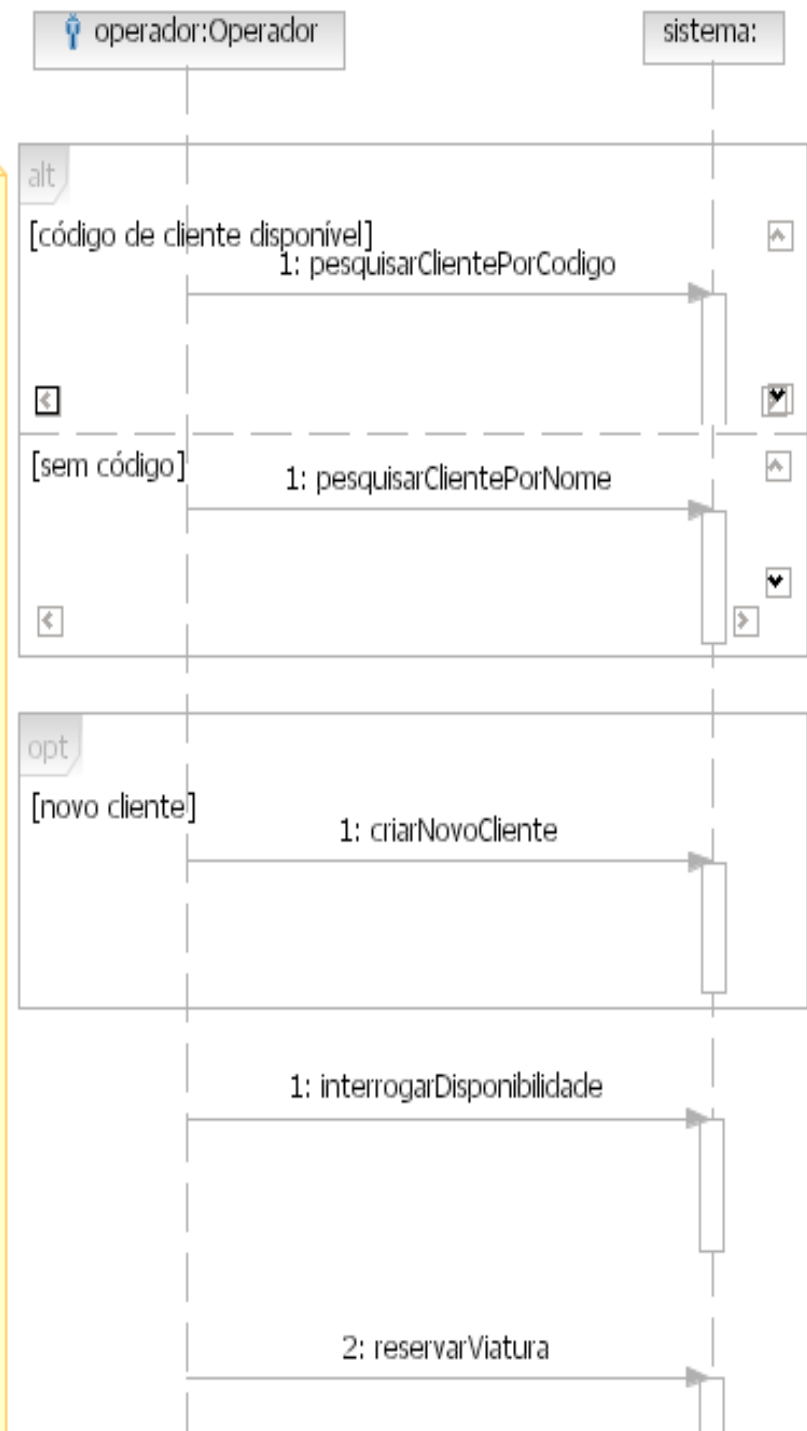 operador:Operador
sistema:
alt
[código de cliente disponível]
1: pesquisarClientePorCodigo
[sem código]
1: pesquisarClientePorNome
opt
[novo cliente]
1: criarNovoCliente
1: interrogarDisponibilidade
2: reservarViatura